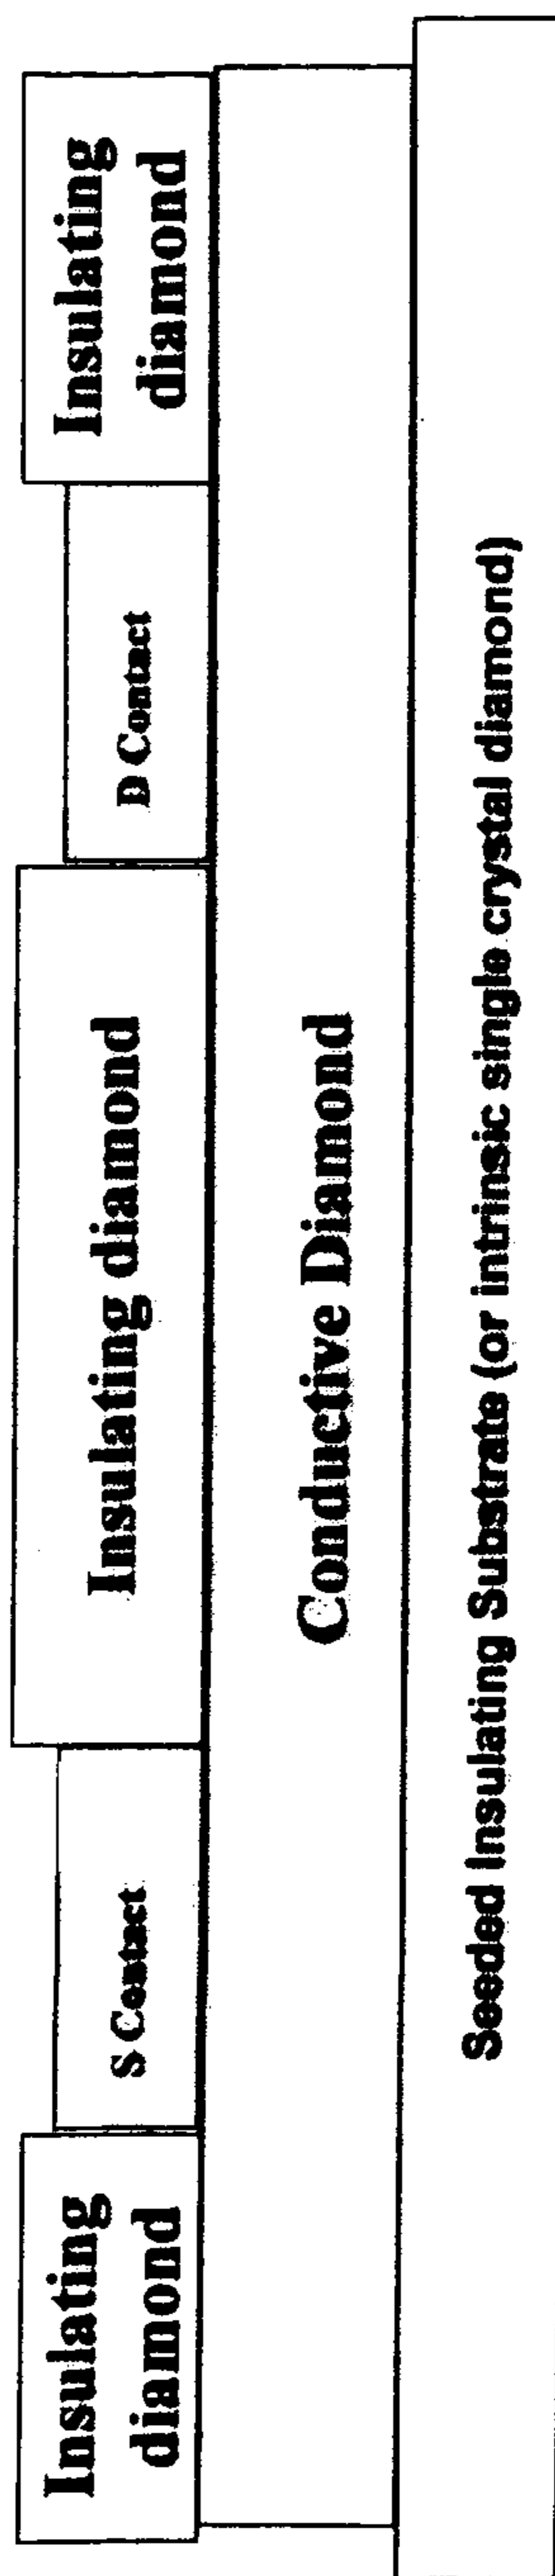 Insulating
diamond
S Contact
Insulating diamond
D Contact
Insulating
diamond
Conductive Diamond
Seeded Insulating Substrate (or intrinsic single crystal diamond)